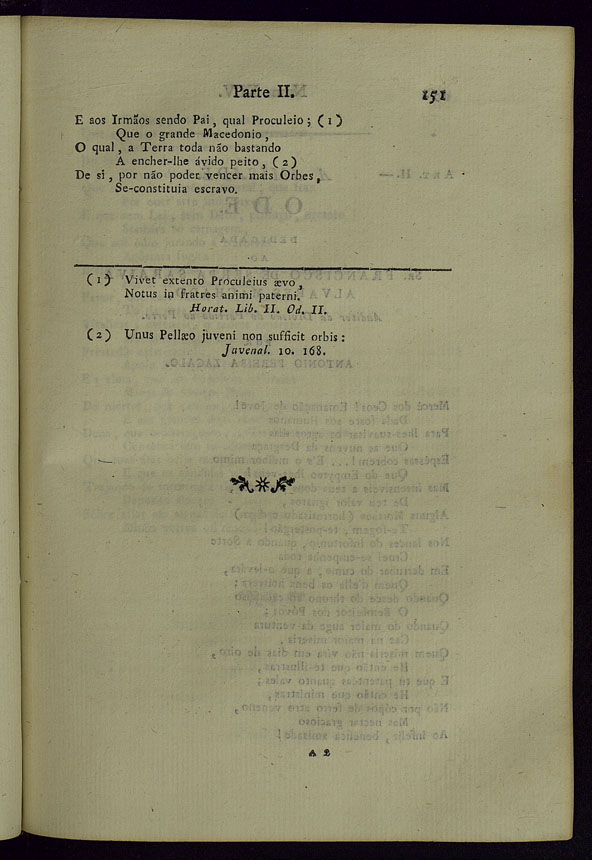 Parte II. 151
E aos Irmãos sendo Pai, qual Proculeio; (1)
Que o grande Macedonio,
O qual, a Terra toda não bastando
A encher-lhe ávido peito, (2)
De si, por não poder vencer mais Orbes,
Se-constituia escravo.
(1) Vivet extento Proculeius ævo,
Notus in fratres animi paterni.
Horat. Lib. II. Od. II.
(2) Unus Pellæo juveni non sufficit orbis:
Juvenal. 10. 168.